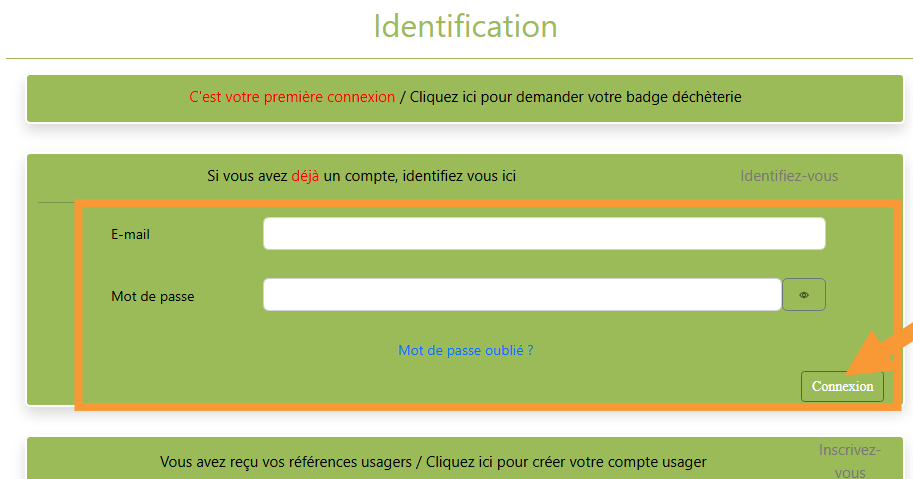 Identification
C'est votre première connexion / Cliquez ici pour demander votre badge déchèterie
Si vous avez déjà un compte, identifiez vous ici
Identifiez-vous
E-mail
Mot de passe
Mot de passe oublié ?
Connexion
Vous avez reçu vos références usagers / Cliquez ici pour créer votre compte usager
Inscrivez-
vous